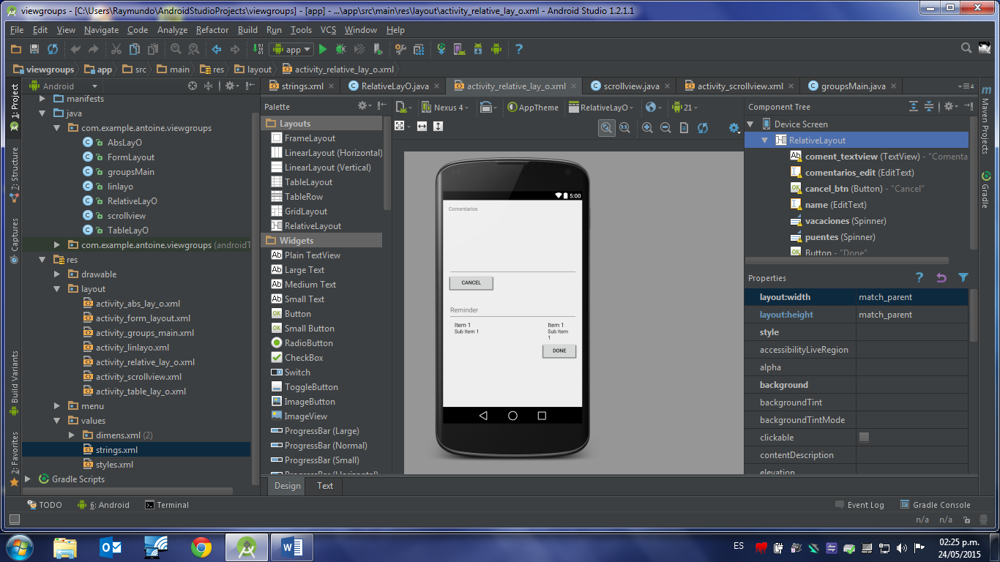 viewgroups - [C:\Users\Raymundo\AndroidStudioProjects\viewgroups] - [app] - ...\app\src\main\res\layout\activity_relative_lay_o.xml - Android Studio 1.2.1.1
File Edit View Navigate Code Analyze Refactor Build Run Tools VCS Window Help
app
viewgroups app src main res layout activity_relative_lay_o.xml
1: Project
7: Structure
Captures
Build Variants
2: Favorites
Android
manifests
java
com.example.antoine.viewgroups
AbsLayO
FormLayout
groupsMain
linlayo
RelativeLayO
scrollview
TableLayO
com.example.antoine.viewgroups (androidT
res
drawable
layout
activity_abs_lay_o.xml
activity_form_layout.xml
activity_groups_main.xml
activity_linlayo.xml
activity_relative_lay_o.xml
activity_scrollview.xml
activity_table_lay_o.xml
menu
values
dimens.xml (2)
strings.xml
styles.xml
Gradle Scripts
strings.xml RelativeLayO.java activity_relative_lay_o.xml scrollview.java activity_scrollview.xml groupsMain.java
4
Palette
Layouts
FrameLayout
LinearLayout (Horizontal)
LinearLayout (Vertical)
TableLayout
TableRow
GridLayout
RelativeLayout
Widgets
Plain TextView
Large Text
Medium Text
Small Text
Button
Small Button
RadioButton
CheckBox
Switch
ToggleButton
ImageButton
ImageView
ProgressBar (Large)
ProgressBar (Normal)
ProgressBar (Small)
ProgressBar (Horizontal)
Design Text
Nexus 4 AppTheme RelativeLayO 21
5:00
Comentarios
CANCEL
Reminder
Item 1 Item 1
Sub Item 1 Sub Item
1
DONE
Component Tree
Device Screen
RelativeLayout
coment_textview (TextView) - "Comenta
comentarios_edit (EditText)
cancel_btn (Button) - "Cancel"
name (EditText)
vacaciones (Spinner)
puentes (Spinner)
Button - "Done"
Properties
layout:width match_parent
layout:height match_parent
style
accessibilityLiveRegion
alpha
background
backgroundTint
backgroundTintMode
clickable
contentDescription
elevation
Maven Projects
Gradle
TODO 6: Android Terminal Event Log Gradle Console
n/a n/a
ES
02:25 p.m.
24/05/2015